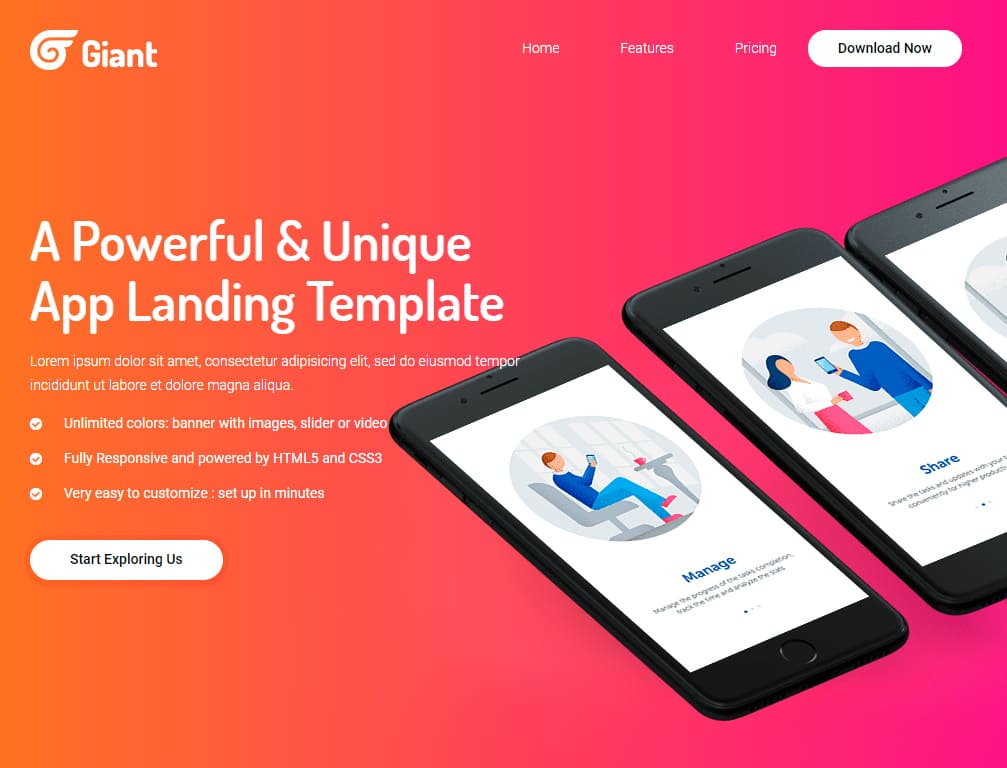 Giant
Home Features Pricing Download Now
A Powerful & Unique
App Landing Template
Lorem ipsum dolor sit amet, consectetur adipisicing elit, sed do eiusmod tempor
incididunt ut labore et dolore magna aliqua.
Unlimited colors: banner with images, slider or video
Fully Responsive and powered by HTML5 and CSS3
Very easy to customize : set up in minutes
Start Exploring Us
Manage
Manage the progress of the tasks completion,
track the time and analyze the stats
Share
Share the tasks and updates with your
conveniently for higher